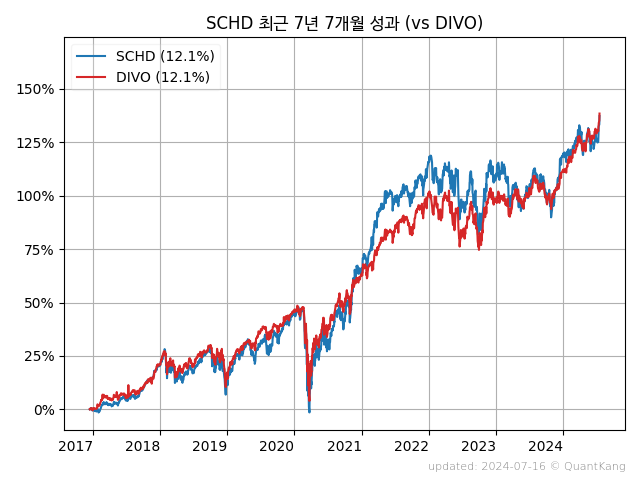 SCHD 최근 7년 7개월 성과 (vs DIVO)
SCHD (12.1%)
DIVO (12.1%)
150%
125%
100%
75%
50%
25%
0%
2017 2018 2019 2020 2021 2022 2023 2024
updated: 2024-07-16 © QuantKang